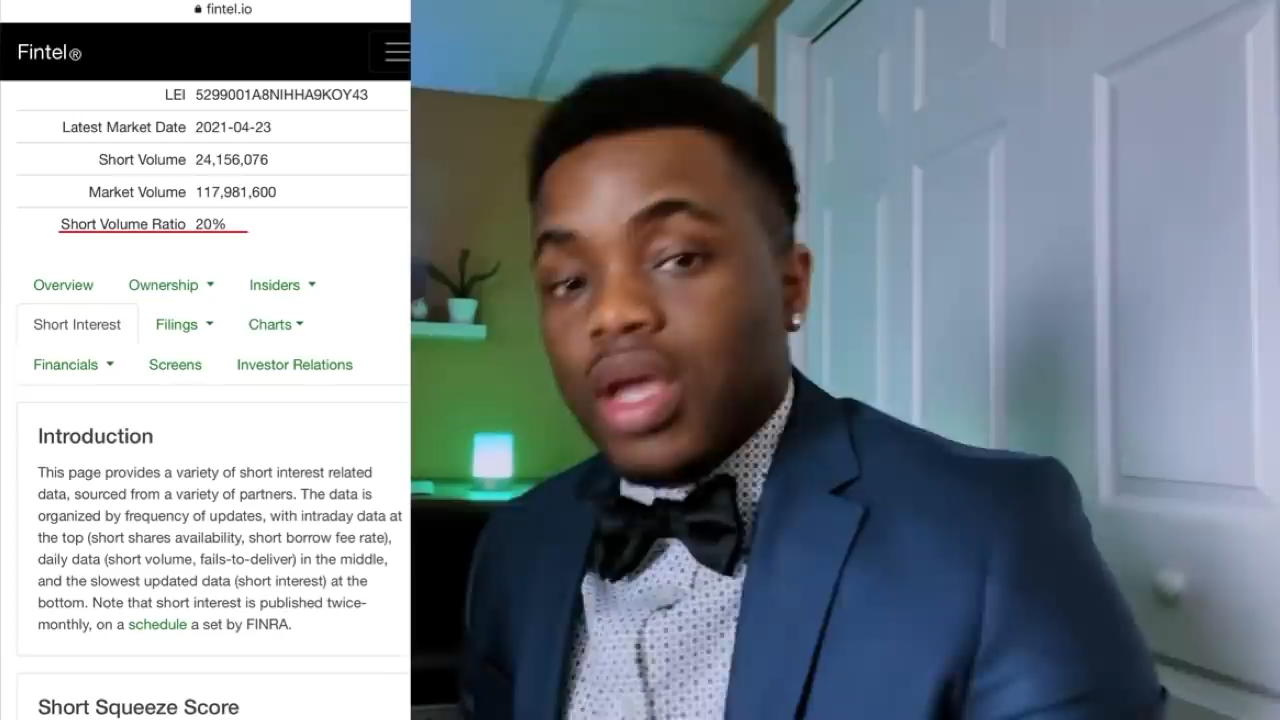 fintel.io
Fintel®
LEI 5299001A8NIHHA9KOY43
Latest Market Date 2021-04-23
Short Volume 24,156,076
Market Volume 117,981,600
Short Volume Ratio 20%
Overview Ownership Insiders
Short Interest Filings Charts
Financials Screens Investor Relations
Introduction
This page provides a variety of short interest related
data, sourced from a variety of partners. The data is
organized by frequency of updates, with intraday data at
the top (short shares availability, short borrow fee rate),
daily data (short volume, fails-to-deliver) in the middle,
and the slowest updated data (short interest) at the
bottom. Note that short interest is published twice-
monthly, on a schedule a set by FINRA.
Short Squeeze Score